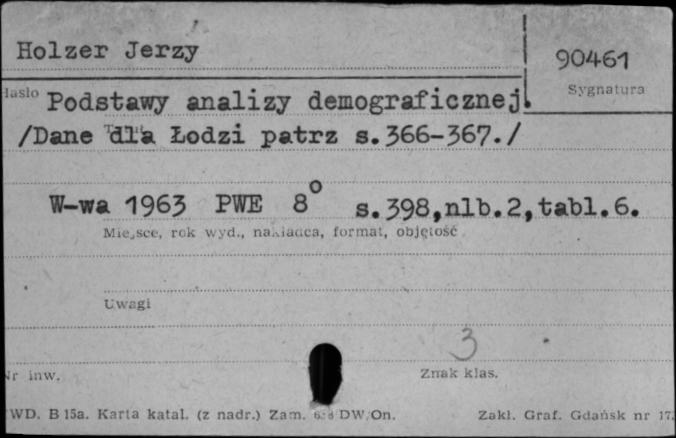 Holzer Jerzy
90461
Sygnatura
Hasło Podstawy analizy demograficznej.
/Dane dla Łodzi patrz s.366-367./
W-wa 1963 PWE 8° s.398,nlb.2,tabl.6.
Miejsce, rok wyd., nakładca, format, objętość
Uwagi
3
Nr inw.
Znak klas.
WD. B 15a. Karta katal. (z nadr.) Zam. DW/On.
Zakł. Graf. Gdańsk nr 17